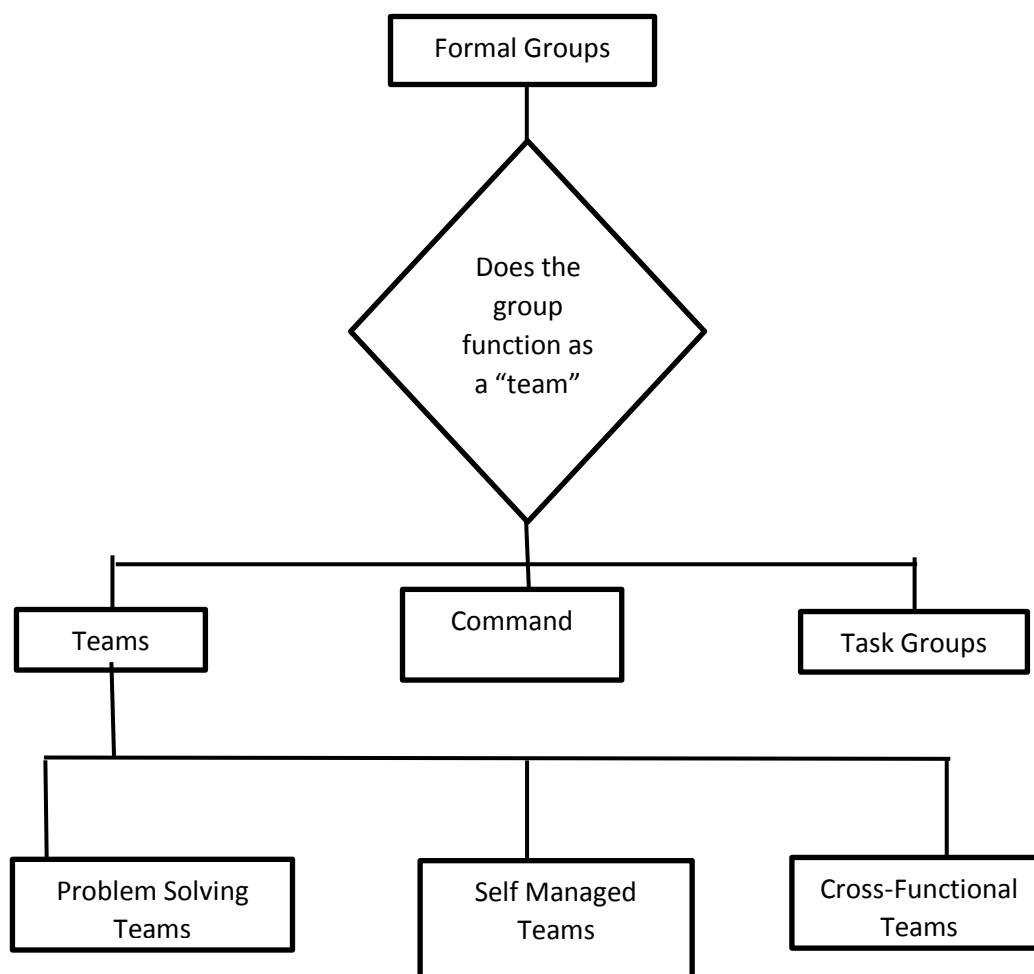 Formal Groups
Does the
group
function as
a “team”
Teams
Command
Task Groups
Problem Solving
Teams
Self Managed
Teams
Cross-Functional
Teams